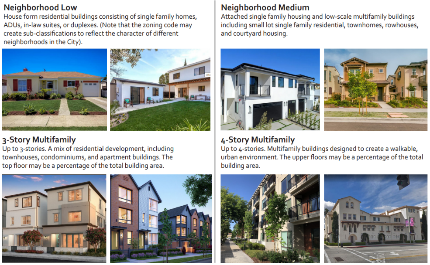 Neighborhood Low
House form residential buildings consisting of single family homes,
ADUs, in-law suites, or duplexes. (Note that the zoning code may
create sub-classifications to reflect the character of different
neighborhoods in the City).
Neighborhood Medium
Attached single family housing and low-scale multifamily buildings
including small lot single family residential, townhomes, rowhouses,
and courtyard housing.
3-Story Multifamily
Up to 3-stories. A mix of residential development, including
townhouses, condominiums, and apartment buildings. The
top floor may be a percentage of the total building area.
4-Story Multifamily
Up to 4-stories. Multifamily buildings designed to create a walkable,
urban environment. The upper floors may be a percentage of the total
building area.